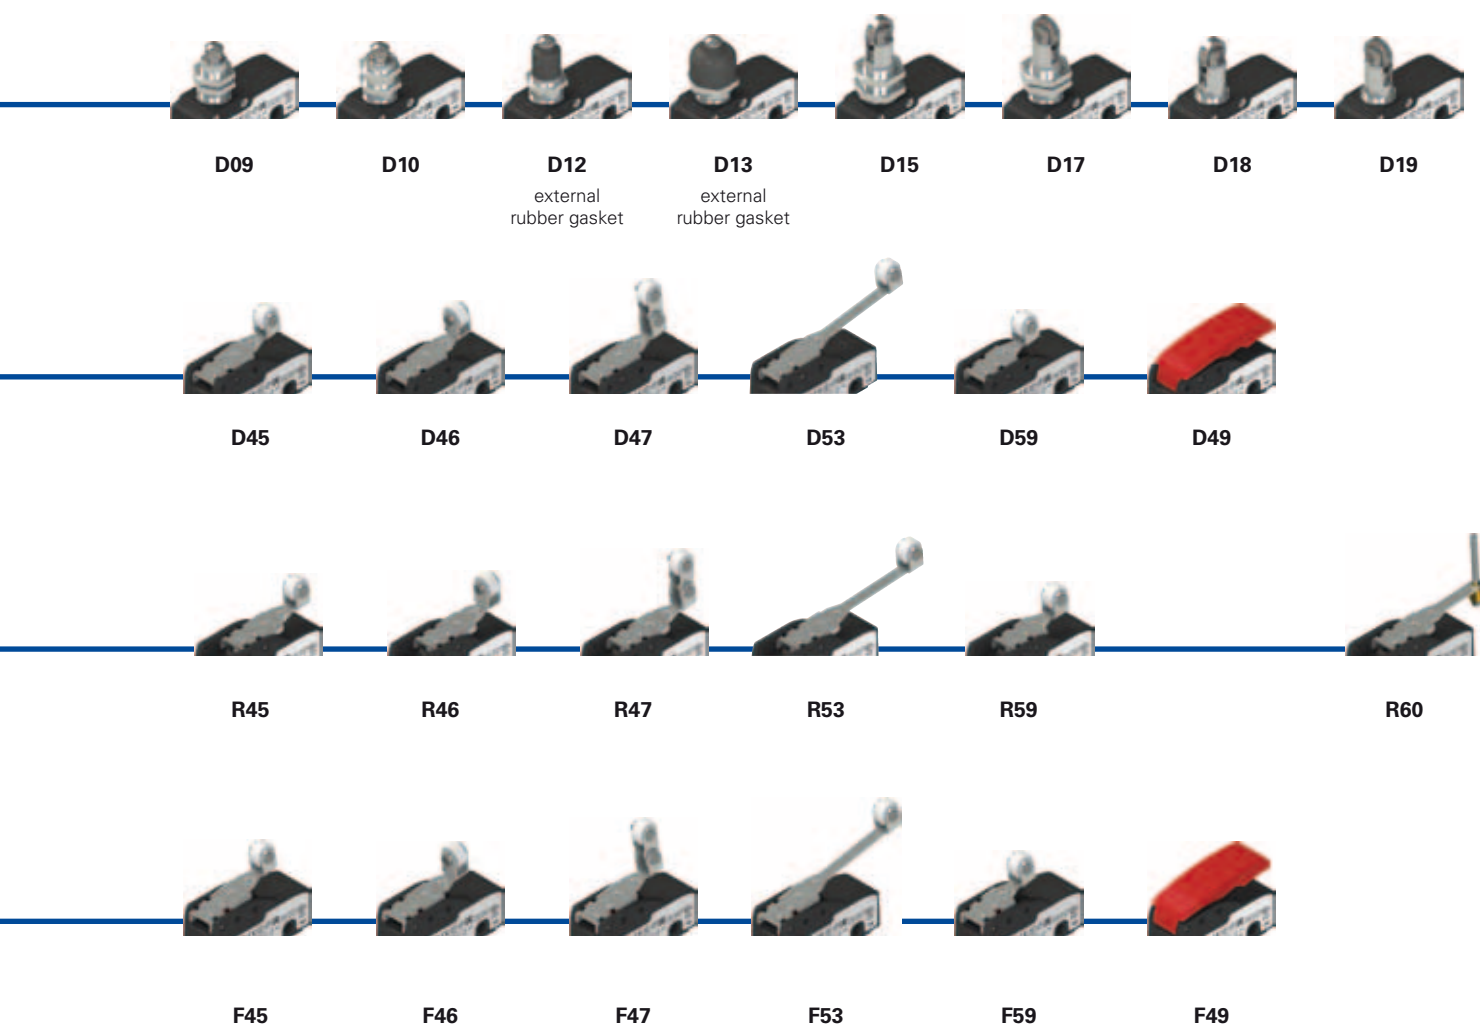 D09 D10 D12 D13 D15 D17 D18 D19
external external
rubber gasket rubber gasket
D45 D46 D47 D53 D59 D49
R45 R46 R47 R53 R59 R60
F45 F46 F47 F53 F59 F49